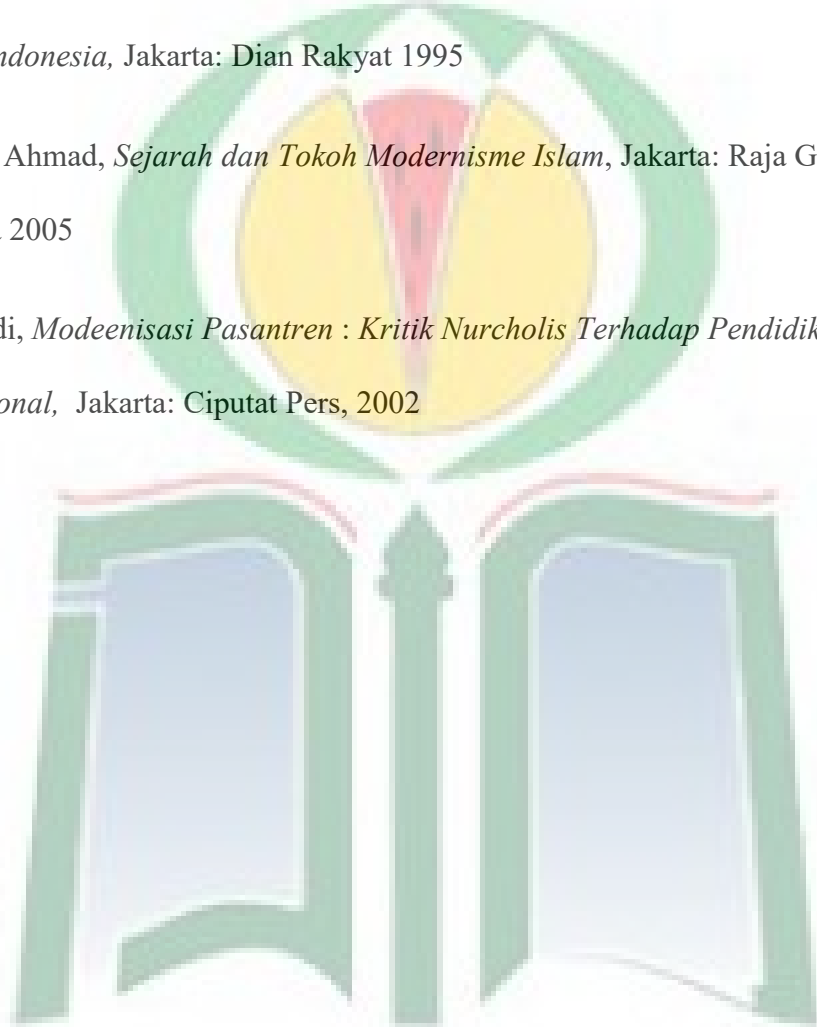 ndonesia, Jakarta: Dian Rakyat 1995
Ahmad, Sejarah dan Tokoh Modernisme Islam, Jakarta: Raja G
2005
di, Modeenisasi Pasantren : Kritik Nurcholis Terhadap Pendidik
onal, Jakarta: Ciputat Pers, 2002